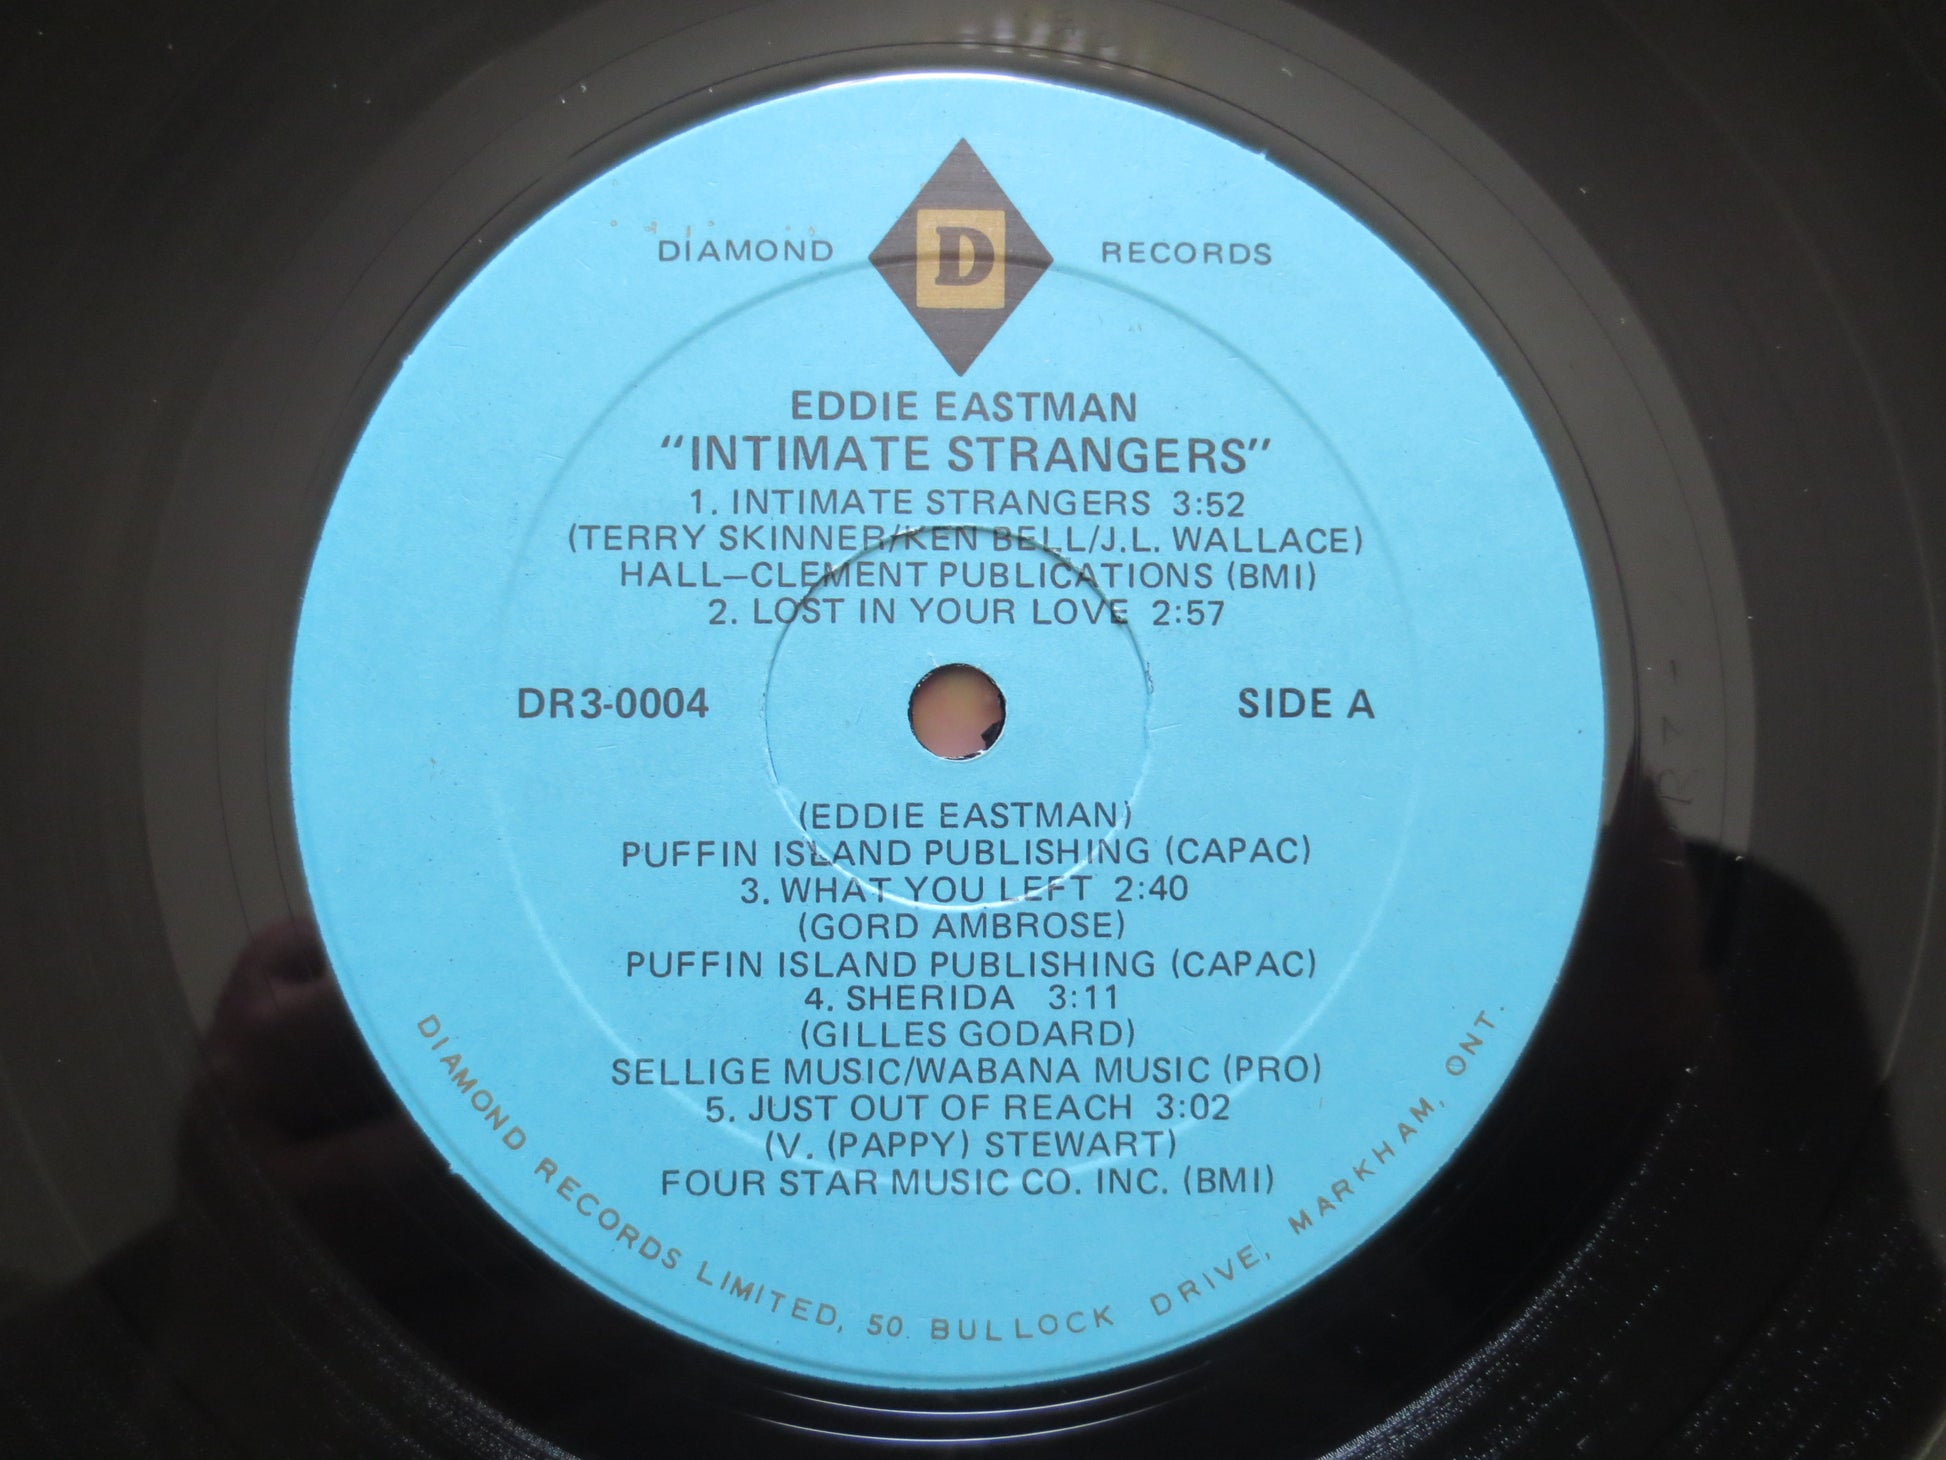 DIAMOND D RECORDS
EDDIE EASTMAN
"INTIMATE STRANGERS"
1. INTIMATE STRANGERS 3:52
(TERRY SKINNER/KEN BELL/J.L. WALLACE)
HALL–CLEMENT PUBLICATIONS (BMI)
2. LOST IN YOUR LOVE 2:57
DR3-0004 SIDE A
(EDDIE EASTMAN)
PUFFIN ISLAND PUBLISHING (CAPAC)
3. WHAT YOU LEFT 2:40
(GORD AMBROSE)
PUFFIN ISLAND PUBLISHING (CAPAC)
4. SHERIDA 3:11
(GILLES GODARD)
SELLIGE MUSIC/WABANA MUSIC (PRO)
5. JUST OUT OF REACH 3:02
(V. (PAPPY) STEWART)
FOUR STAR MUSIC CO. INC. (BMI)
DIAMOND RECORDS LIMITED, 50 BULLOCK DRIVE, MARKHAM, ONT.